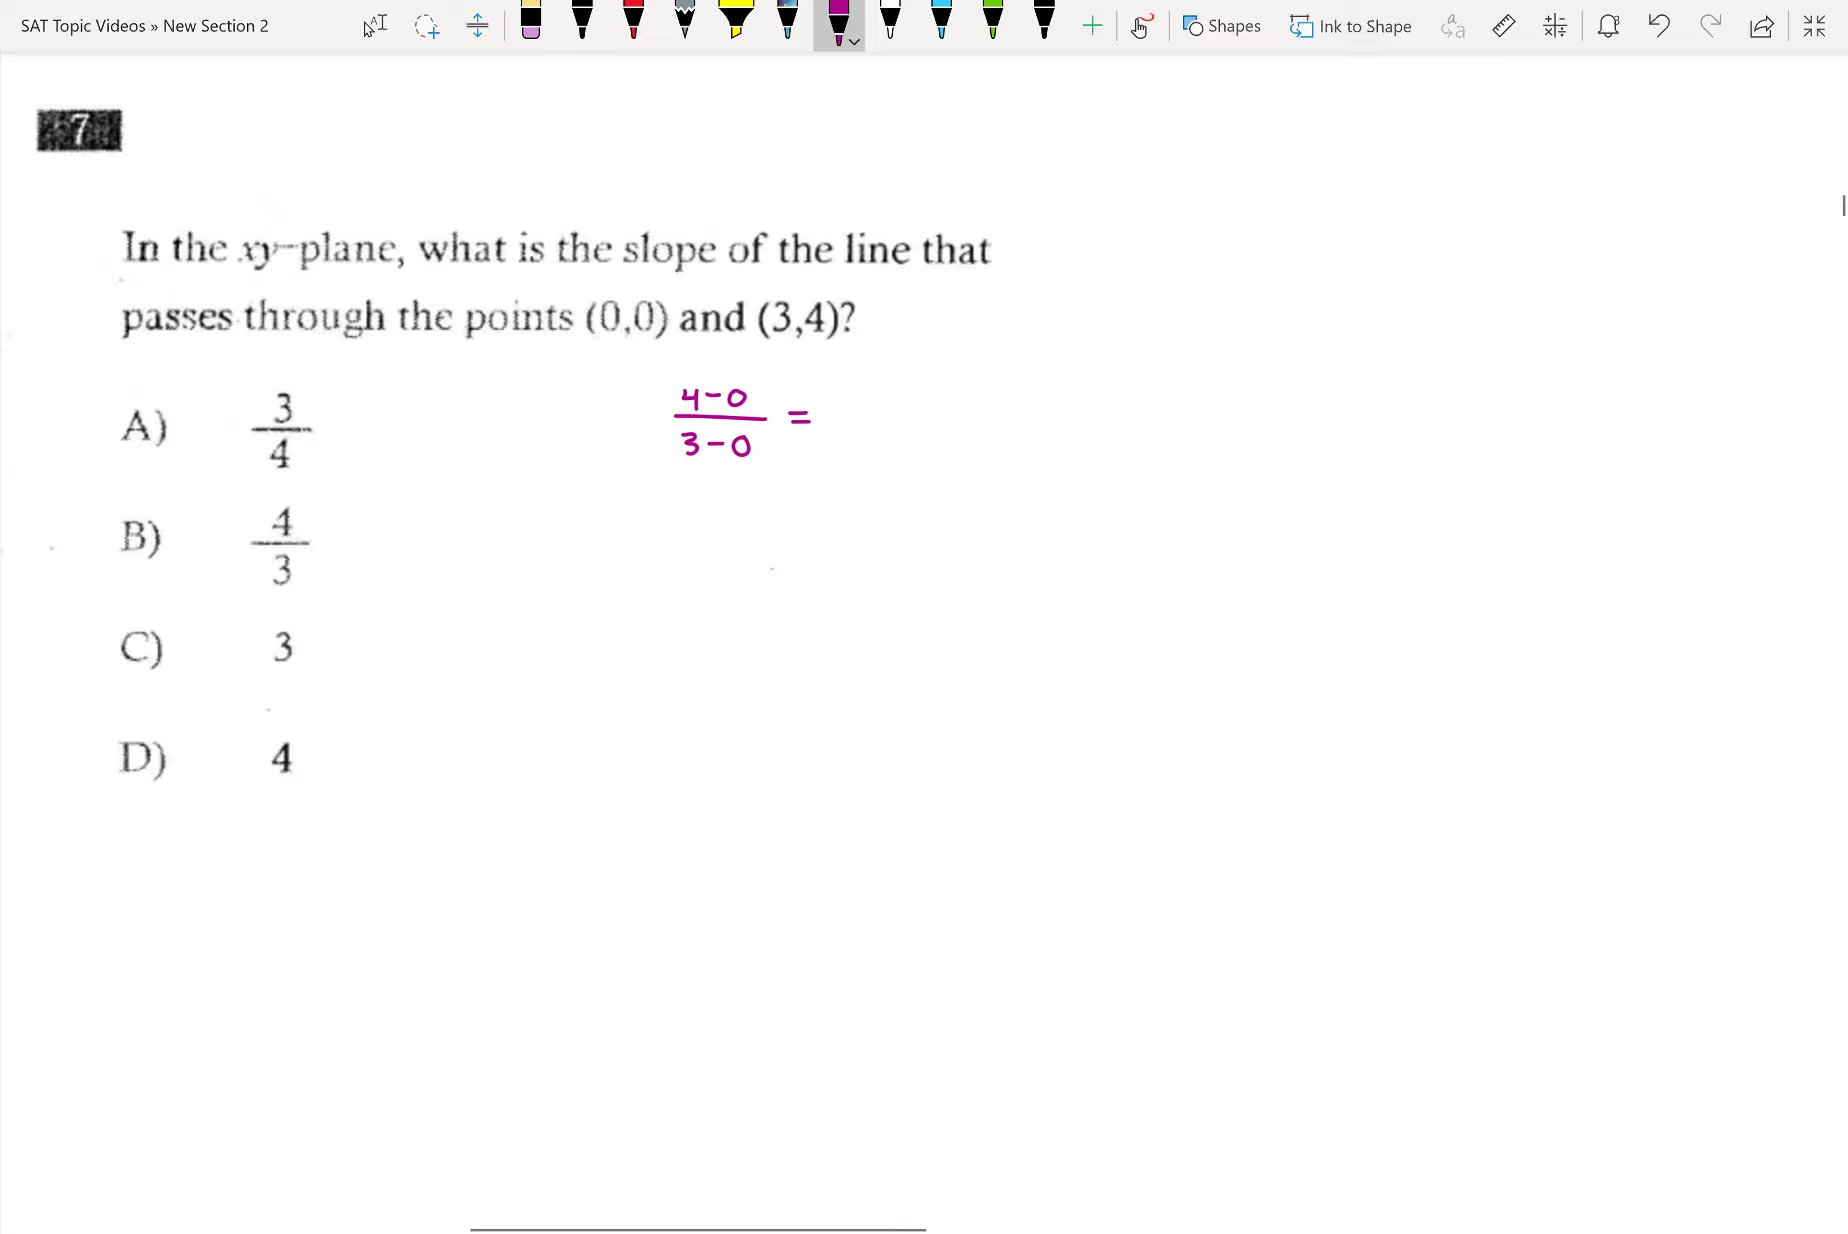 SAT Topic Videos » New Section 2
Shapes
Ink to Shape
7
In the xy-plane, what is the slope of the line that
passes through the points (0,0) and (3,4)?
A) 3/4
4-0/3-0 =
B) 4/3
C) 3
D) 4